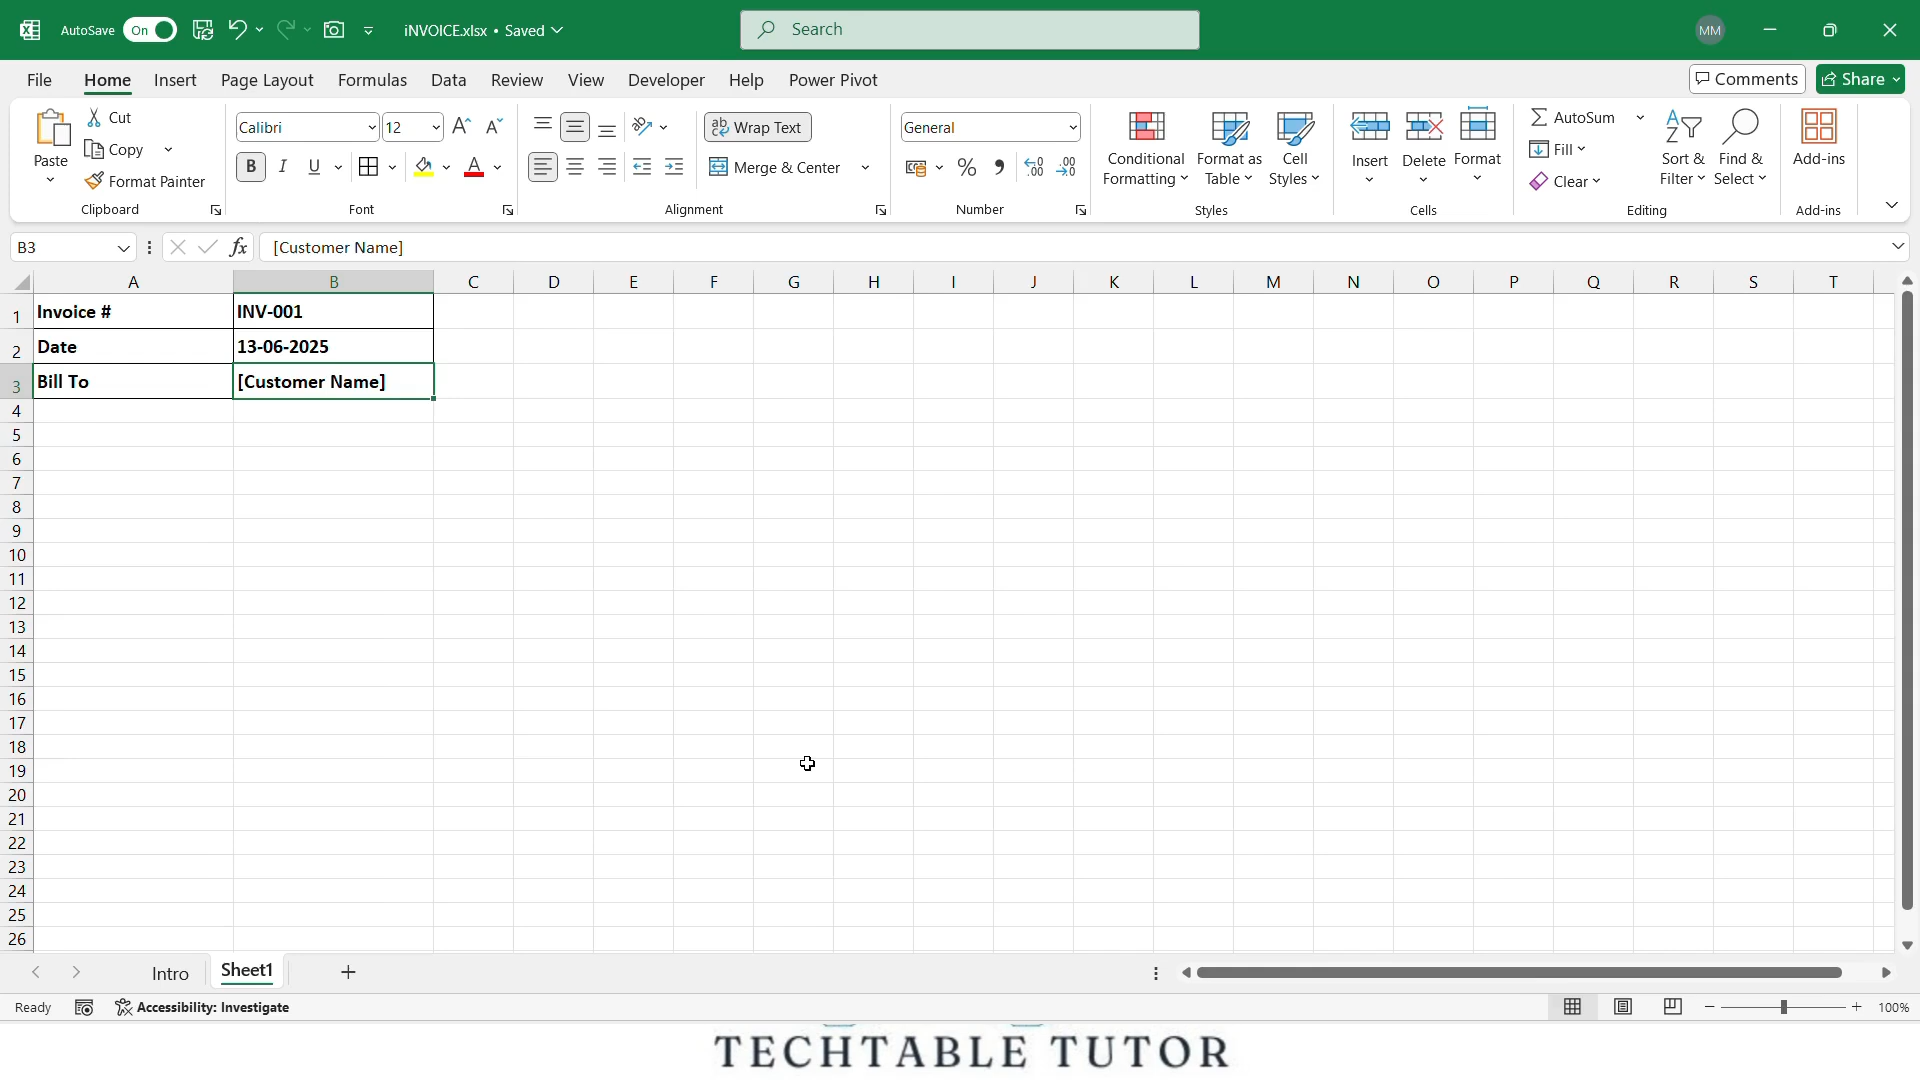 AutoSave On iNVOICE.xlsx • Saved Search MM
File Home Insert Page Layout Formulas Data Review View Developer Help Power Pivot Comments Share
Paste Cut Copy Format Painter Clipboard
Calibri 12 B I U A Font
Wrap Text Merge & Center Alignment
General % Number
Conditional Formatting Format as Table Cell Styles Styles
Insert Delete Format Cells
AutoSum Fill Clear Sort & Filter Find & Select Editing
Add-ins Add-ins
B3 fx [Customer Name]
A B C D E F G H I J K L M N O P Q R S T
1 Invoice # INV-001
2 Date 13-06-2025
3 Bill To [Customer Name]
4
5
6
7
8
9
10
11
12
13
14
15
16
17
18
19
20
21
22
23
24
25
26
Intro Sheet1
Ready Accessibility: Investigate 100%
TECHTABLE TUTOR